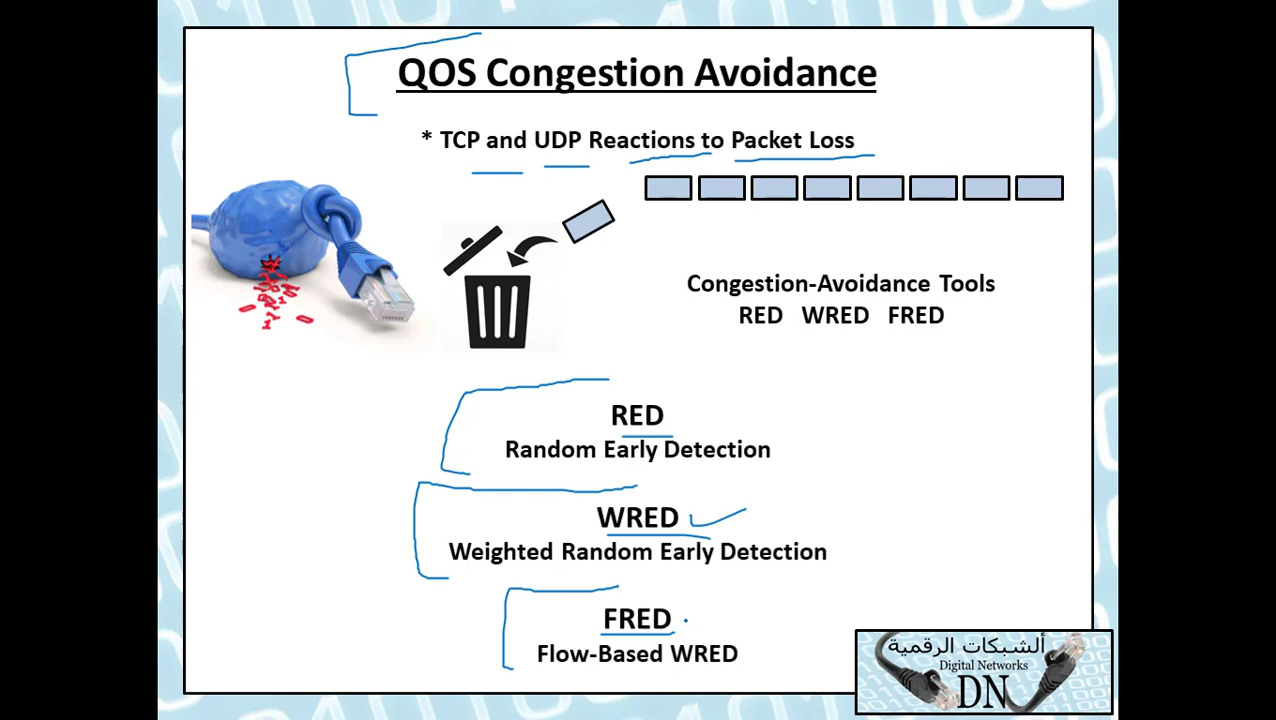 QOS Congestion Avoidance
* TCP and UDP Reactions to Packet Loss
Congestion-Avoidance Tools
RED WRED FRED
RED
Random Early Detection
WRED
Weighted Random Early Detection
FRED
Flow-Based WRED
ألشبكات الرقمية
Digital Networks
DN